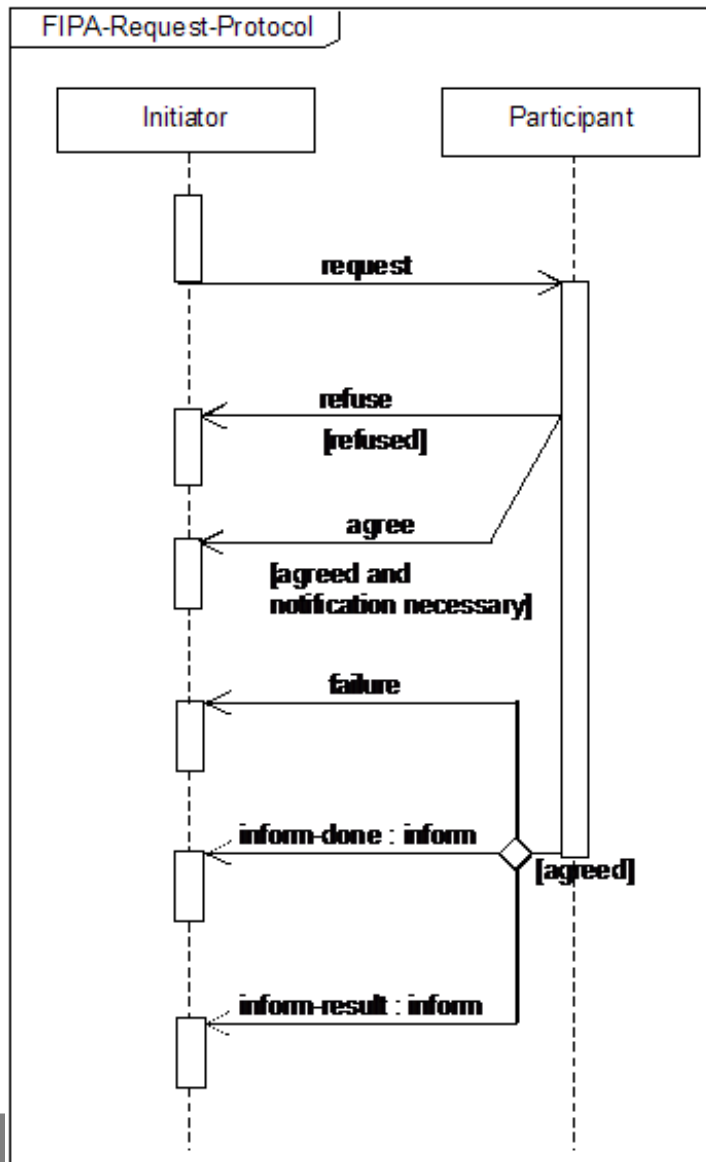 FIPA-Request-Protocol
Initiator
Participant
request
refuse
[refused]
agree
[agreed and
notification necessary]
failure
inform-done : inform
[agreed]
inform-result : inform